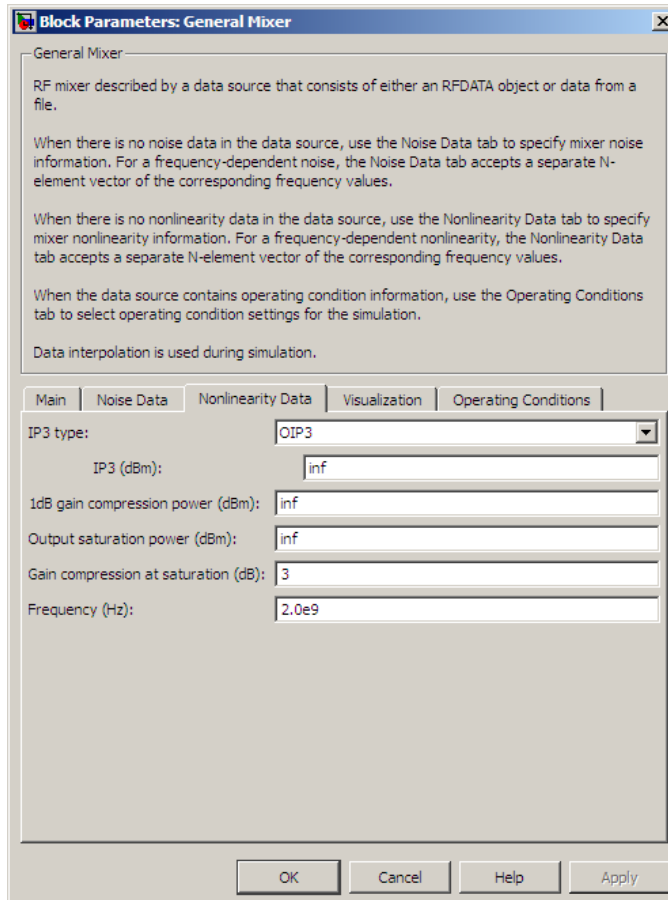 Block Parameters: General Mixer
General Mixer
RF mixer described by a data source that consists of either an RFDATA object or data from a
file.
When there is no noise data in the data source, use the Noise Data tab to specify mixer noise
information. For a frequency-dependent noise, the Noise Data tab accepts a separate N-
element vector of the corresponding frequency values.
When there is no nonlinearity data in the data source, use the Nonlinearity Data tab to specify
mixer nonlinearity information. For a frequency-dependent nonlinearity, the Nonlinearity Data
tab accepts a separate N-element vector of the corresponding frequency values.
When the data source contains operating condition information, use the Operating Conditions
tab to select operating condition settings for the simulation.
Data interpolation is used during simulation.
Main Noise Data Nonlinearity Data Visualization Operating Conditions
IP3 type: OIP3
IP3 (dBm): inf
1dB gain compression power (dBm): inf
Output saturation power (dBm): inf
Gain compression at saturation (dB): 3
Frequency (Hz): 2.0e9
OK Cancel Help Apply